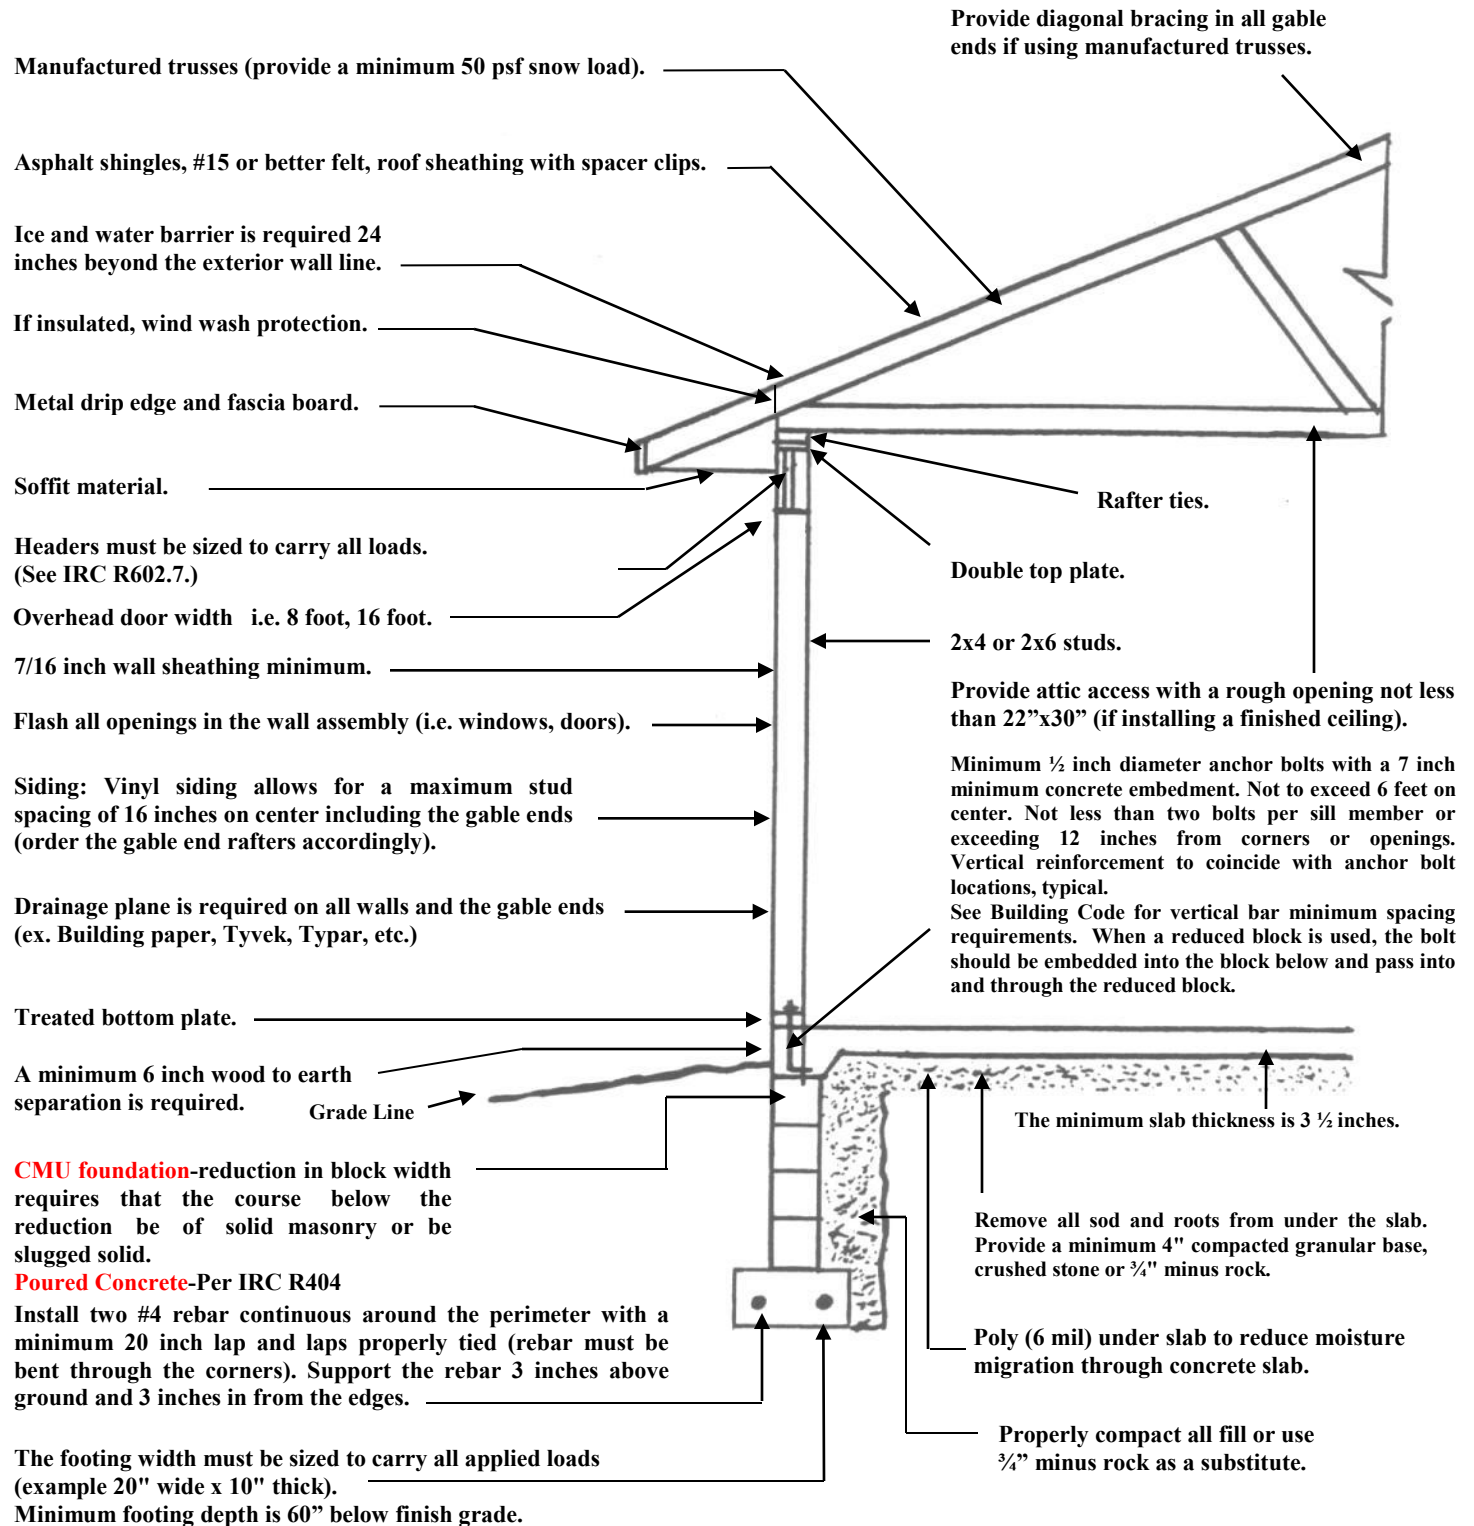 Provide diagonal bracing in all gable
ends if using manufactured trusses.
Manufactured trusses (provide a minimum 50 psf snow load).
Asphalt shingles, #15 or better felt, roof sheathing with spacer clips.
Ice and water barrier is required 24
inches beyond the exterior wall line.
If insulated, wind wash protection.
Metal drip edge and fascia board.
Soffit material.
Rafter ties.
Headers must be sized to carry all loads.
(See IRC R602.7.)
Double top plate.
Overhead door width i.e. 8 foot, 16 foot.
2x4 or 2x6 studs.
7/16 inch wall sheathing minimum.
Provide attic access with a rough opening not less
than 22”x30” (if installing a finished ceiling).
Flash all openings in the wall assembly (i.e. windows, doors).
Minimum ½ inch diameter anchor bolts with a 7 inch
minimum concrete embedment. Not to exceed 6 feet on
center. Not less than two bolts per sill member or
exceeding 12 inches from corners or openings.
Vertical reinforcement to coincide with anchor bolt
locations, typical.
See Building Code for vertical bar minimum spacing
requirements. When a reduced block is used, the bolt
should be embedded into the block below and pass into
and through the reduced block.
Siding: Vinyl siding allows for a maximum stud
spacing of 16 inches on center including the gable ends
(order the gable end rafters accordingly).
Drainage plane is required on all walls and the gable ends
(ex. Building paper, Tyvek, Typar, etc.)
Treated bottom plate.
A minimum 6 inch wood to earth
separation is required.
Grade Line
The minimum slab thickness is 3 ½ inches.
CMU foundation-reduction in block width
requires that the course below the
reduction be of solid masonry or be
slugged solid.
Poured Concrete-Per IRC R404
Remove all sod and roots from under the slab.
Provide a minimum 4" compacted granular base,
crushed stone or ¾" minus rock.
Install two #4 rebar continuous around the perimeter with a
minimum 20 inch lap and laps properly tied (rebar must be
bent through the corners). Support the rebar 3 inches above
ground and 3 inches in from the edges.
Poly (6 mil) under slab to reduce moisture
migration through concrete slab.
Properly compact all fill or use
¾” minus rock as a substitute.
The footing width must be sized to carry all applied loads
(example 20" wide x 10" thick).
Minimum footing depth is 60” below finish grade.